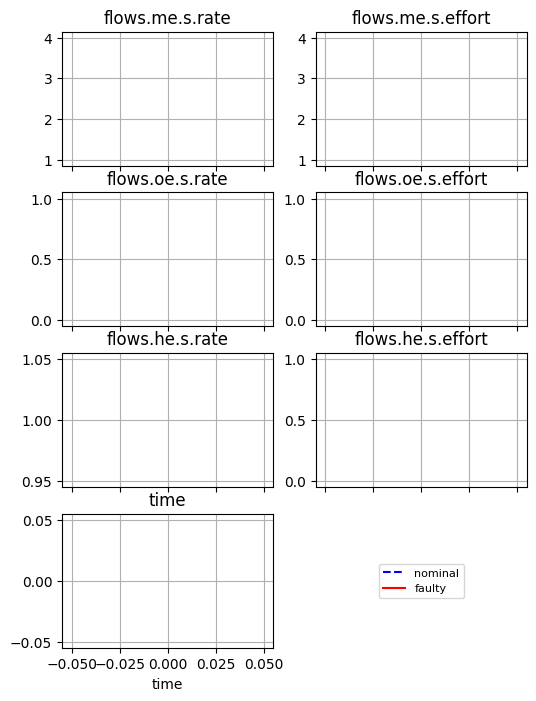 flows.me.s.rate
flows.me.s.effort
4
3
2
1
4
3
2
1
flows.oe.s.rate
flows.oe.s.effort
1.0
0.5
0.0
1.0
0.5
0.0
flows.he.s.rate
flows.he.s.effort
1.05
1.00
0.95
1.0
0.5
0.0
time
0.05
0.00
−0.05
−0.050 −0.025 0.000 0.025 0.050
time
nominal
faulty